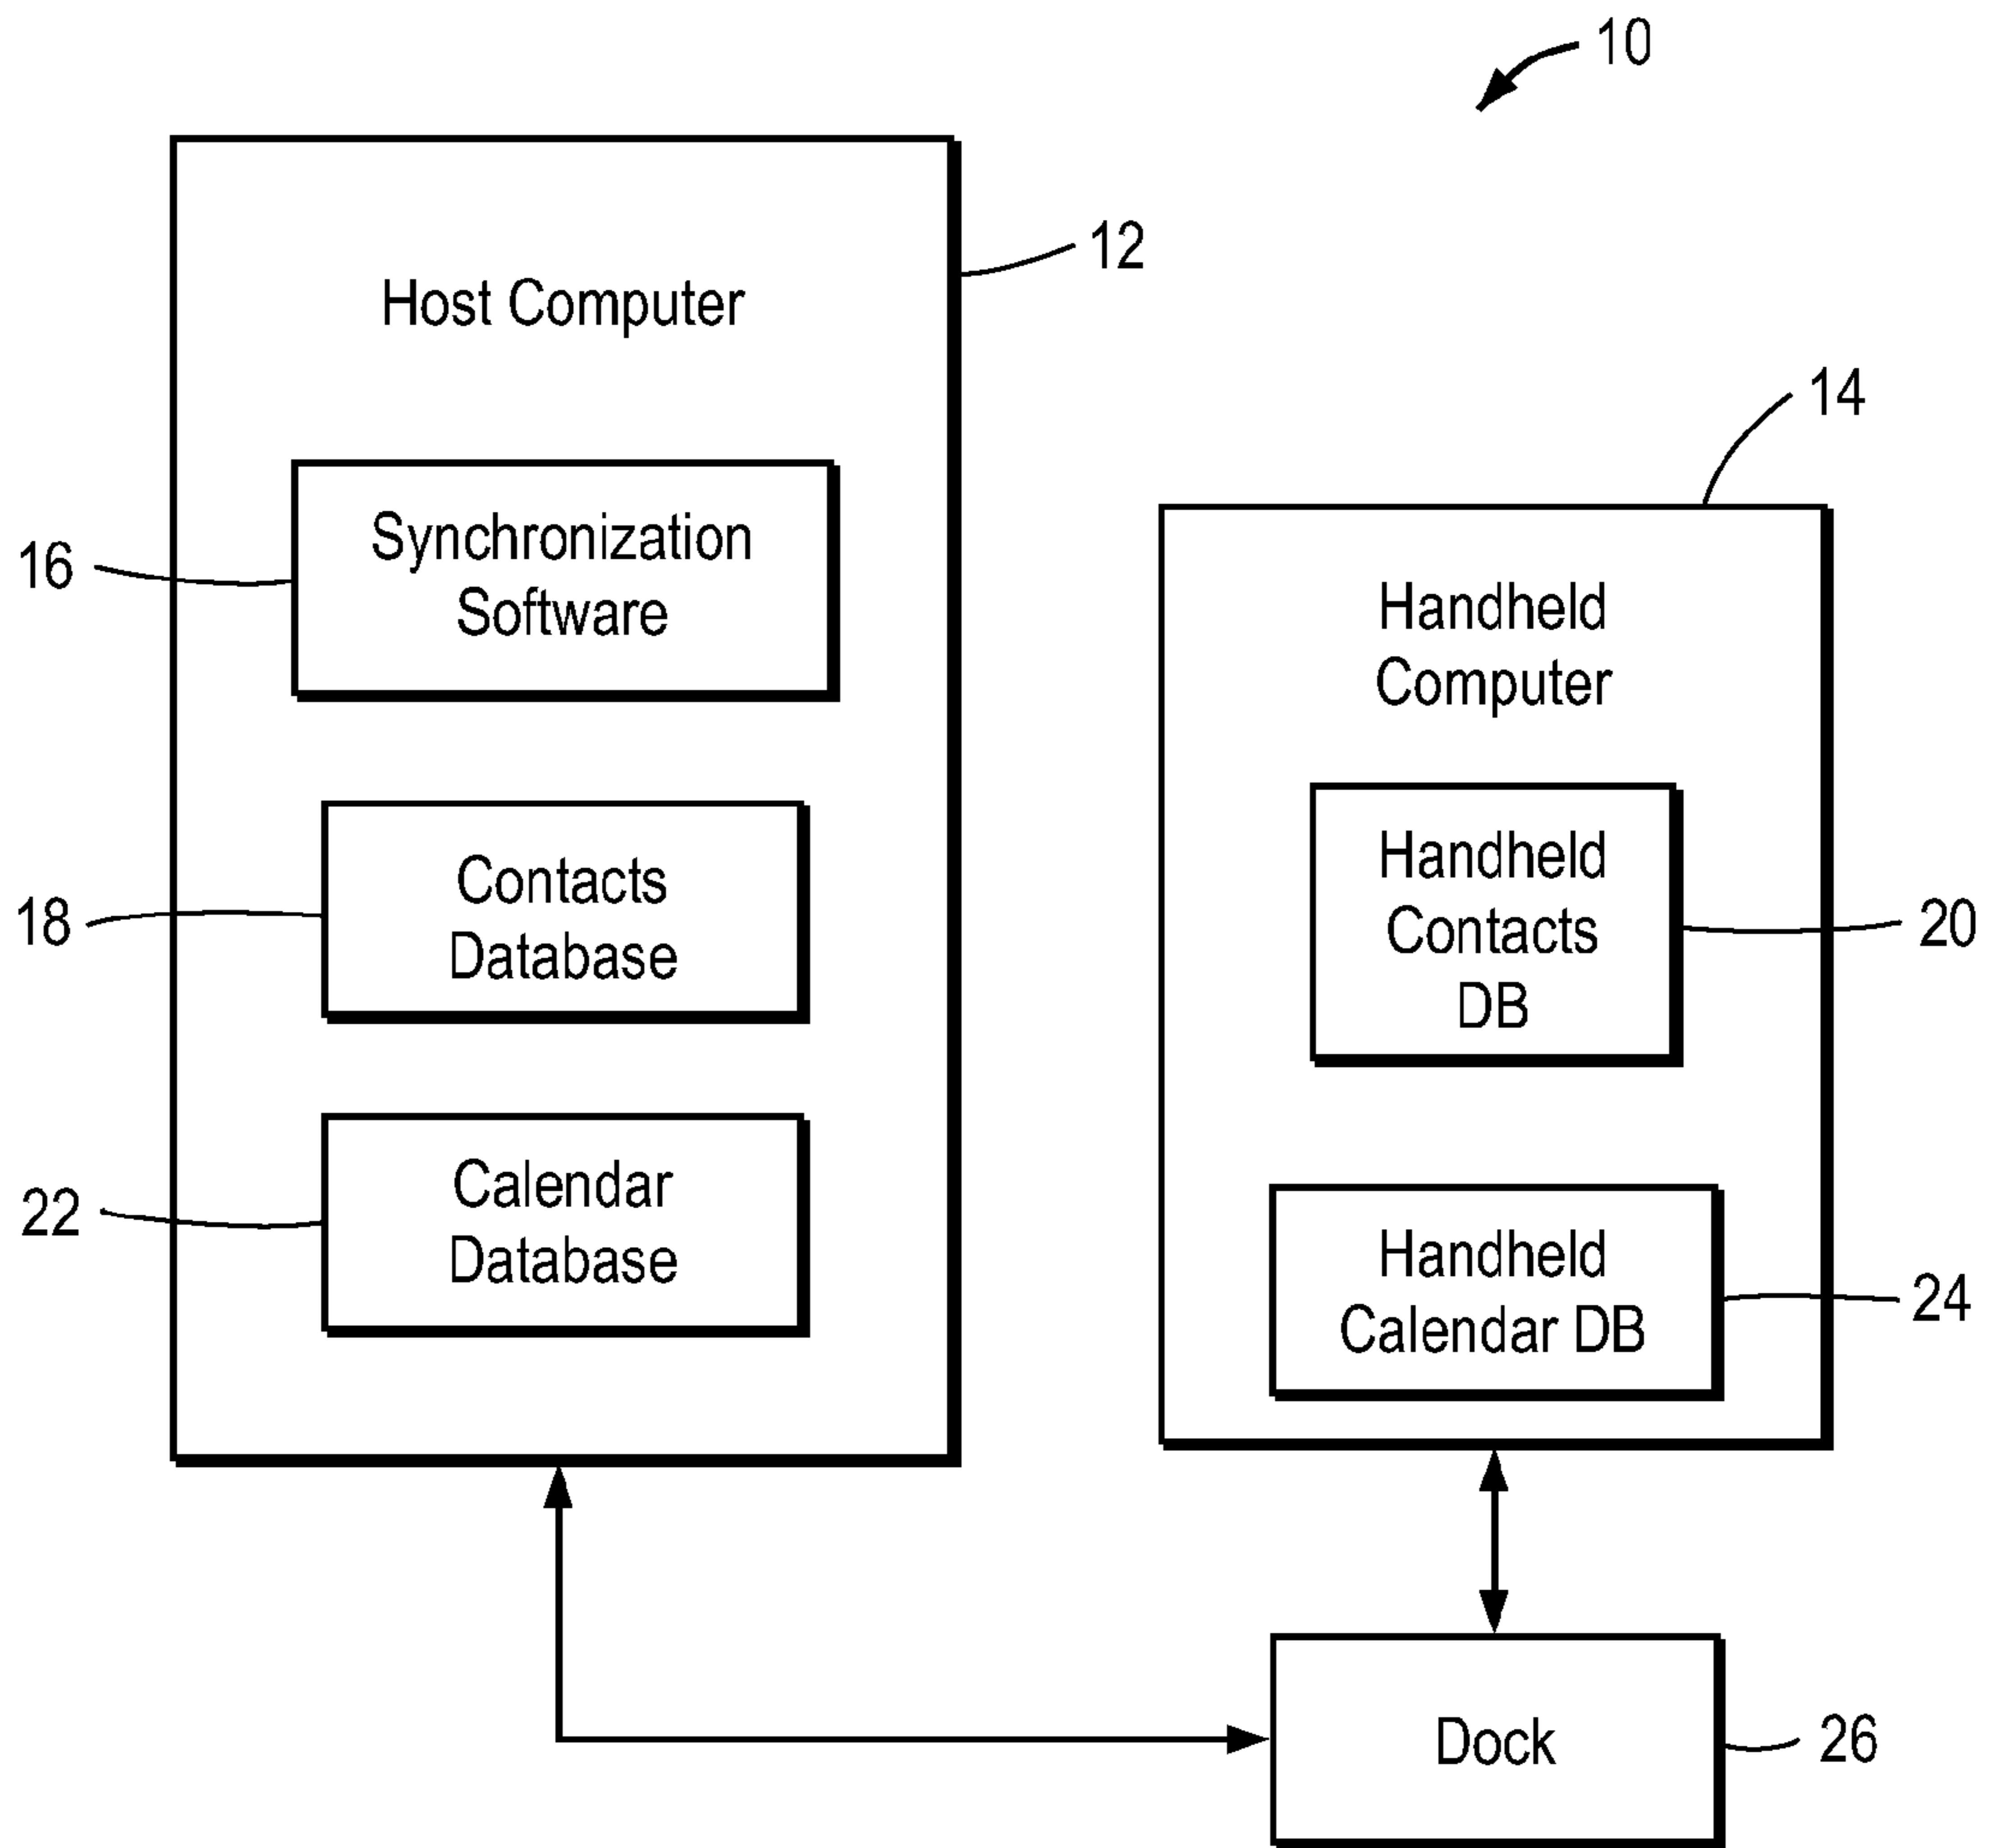 10
12
Host Computer
14
16
Synchronization
Software
Handheld
Computer
18
Contacts
Database
Handheld
Contacts
DB
20
22
Calendar
Database
Handheld
Calendar DB
24
Dock
26